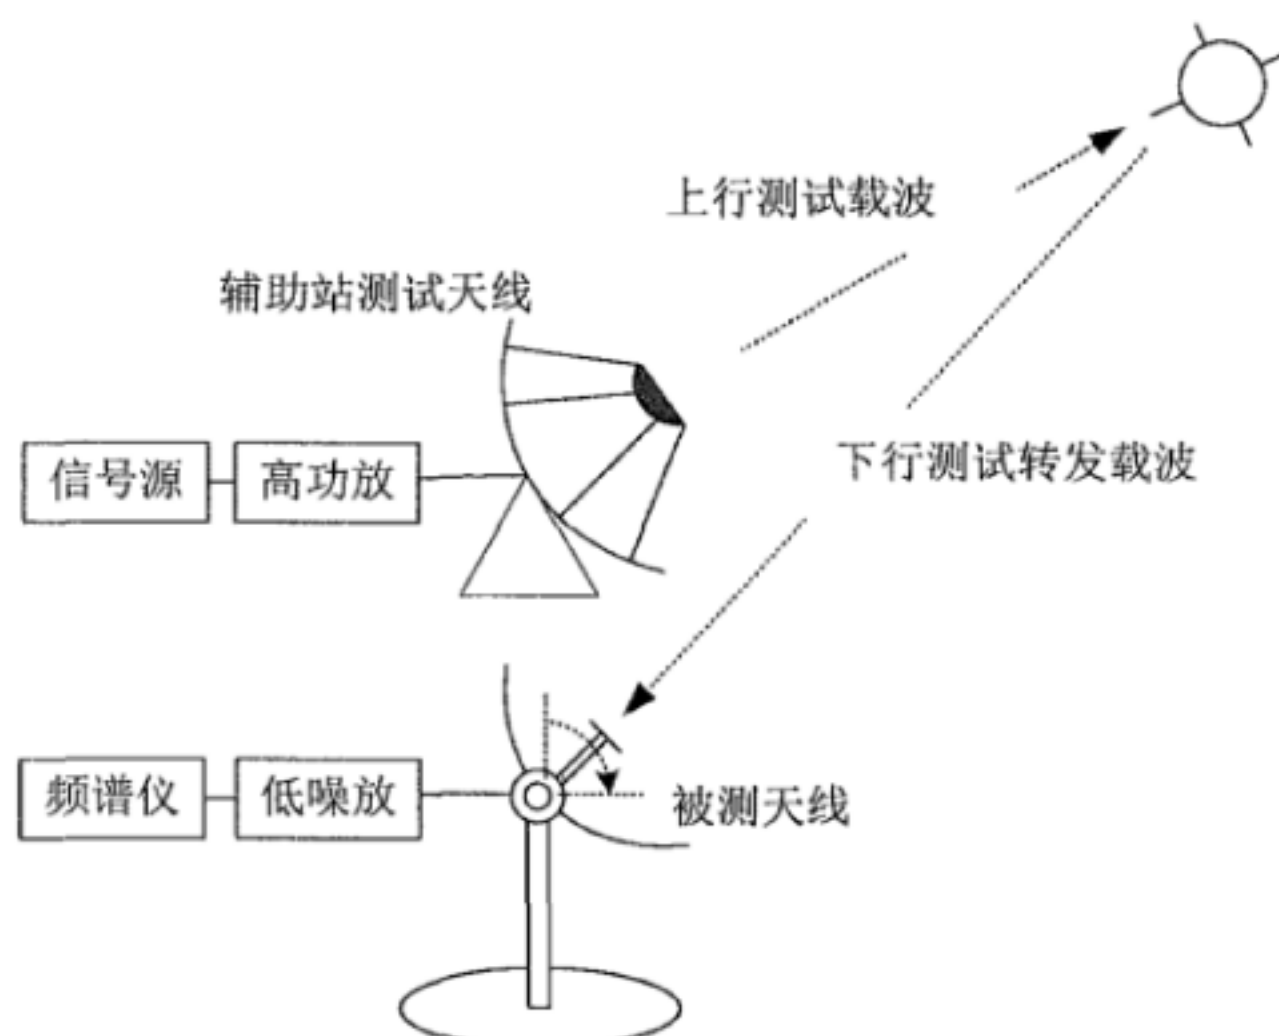 上行测试载波
辅助站测试天线
信号源
高功放
下行测试转发载波
频谱仪
低噪放
被测天线